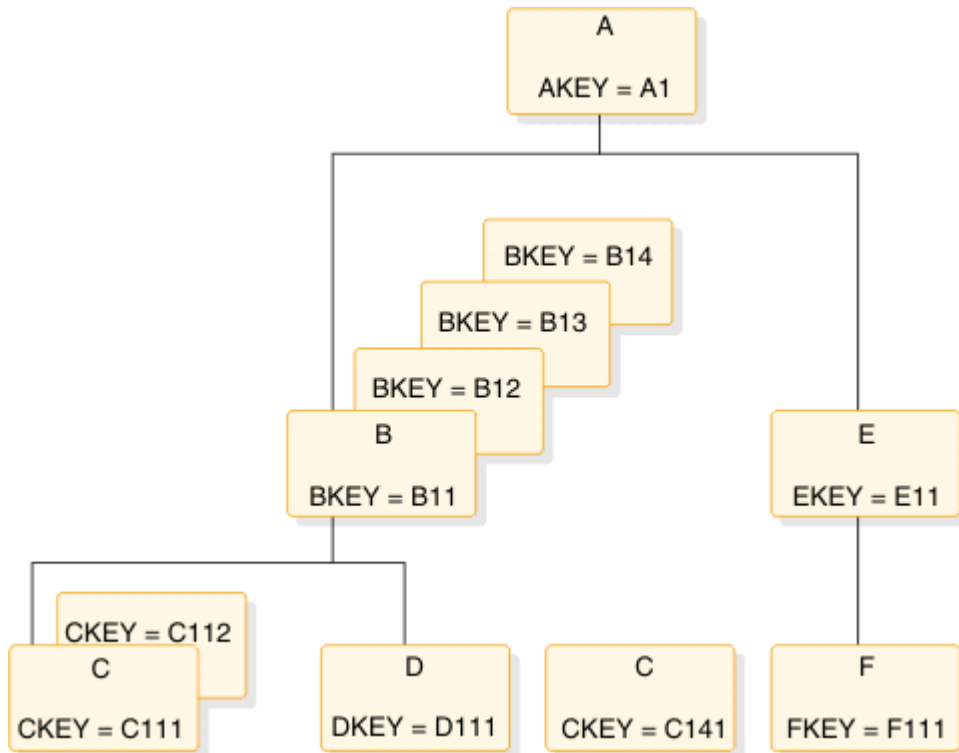 A
AKEY = A1
BKEY = B14
BKEY = B13
BKEY = B12
B
BKEY = B11
E
EKEY = E11
CKEY = C112
C
CKEY = C111
D
DKEY = D111
C
CKEY = C141
F
FKEY = F111